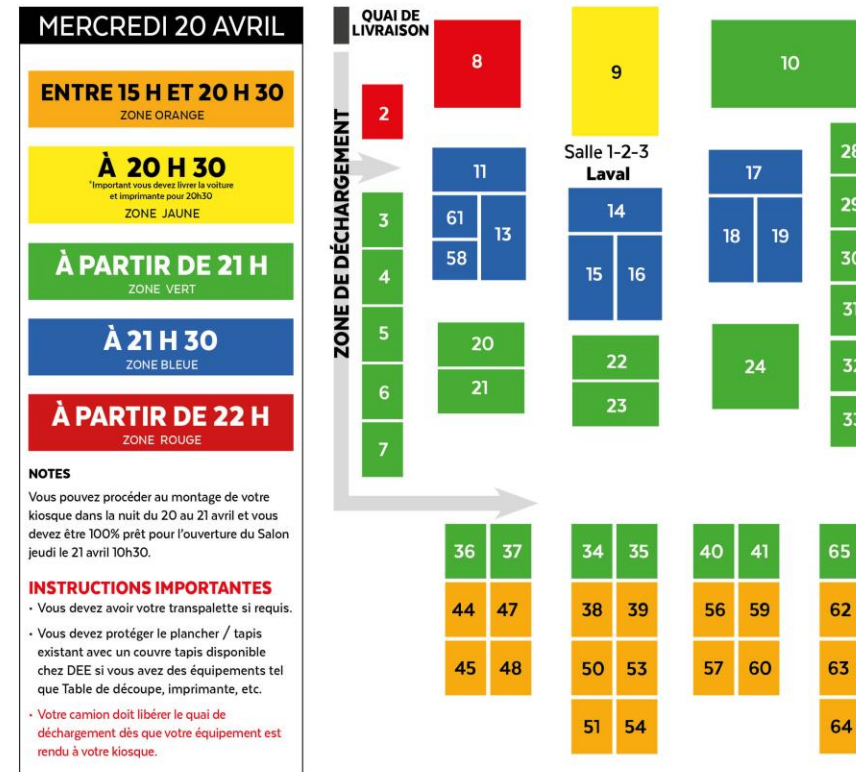 MERCREDI 20 AVRIL
ENTRE 15 H ET 20 H 30
ZONE ORANGE
À 20 H 30
*Important vous devez livrer la voiture
et imprimante pour 20h30
ZONE JAUNE
À PARTIR DE 21 H
ZONE VERT
À 21 H 30
ZONE BLEUE
À PARTIR DE 22 H
ZONE ROUGE
NOTES
Vous pouvez procéder au montage de votre
kiosque dans la nuit du 20 au 21 avril et vous
devez être 100% prêt pour l'ouverture du Salon
jeudi le 21 avril 10h30.
INSTRUCTIONS IMPORTANTES
• Vous devez avoir votre transpalette si requis.
• Vous devez protéger le plancher / tapis
existant avec un couvre tapis disponible
chez DEE si vous avez des équipements tel
que Table de découpe, imprimante, etc.
• Votre camion doit libérer le quai de
déchargement dès que votre équipement est
rendu à votre kiosque.
QUAI DE
LIVRAISON
ZONE DE DÉCHARGEMENT
8
9
10
2
Salle 1-2-3
Laval
28
11
17
29
61
13
14
18
19
3
58
15
16
30
4
31
5
20
22
24
32
6
21
23
33
7
36
37
34
35
40
41
65
44
47
38
39
56
59
62
45
48
50
53
57
60
63
51
54
64